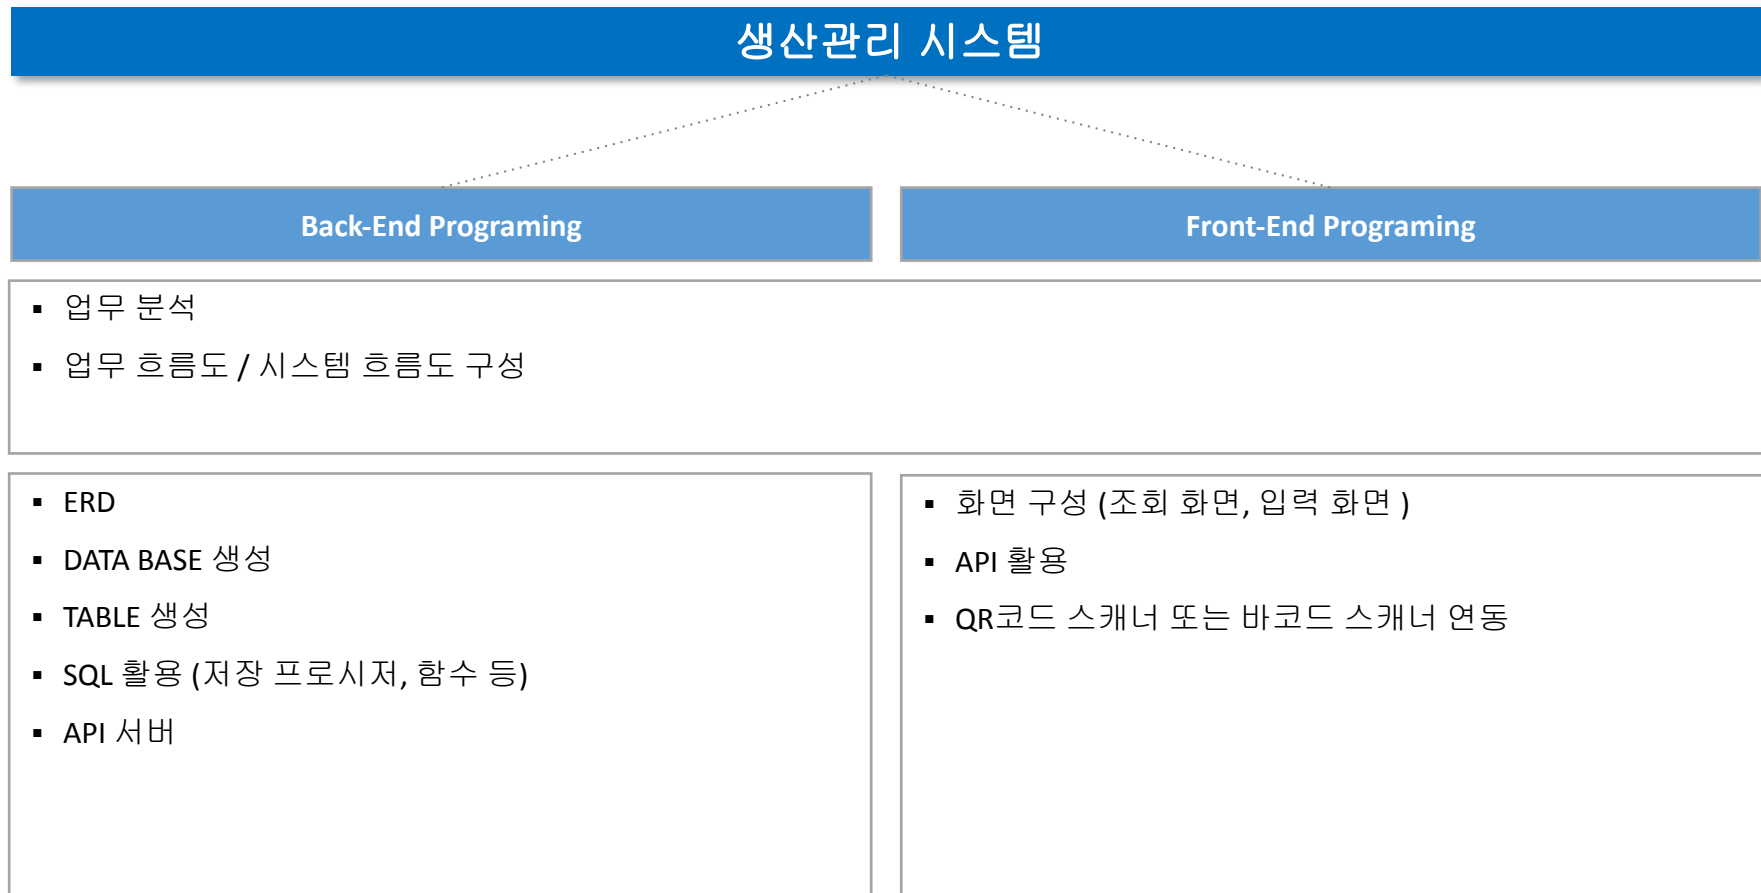 생산관리 시스템
Back-End Programing
Front-End Programing
▪ 업무 분석
▪ 업무 흐름도 / 시스템 흐름도 구성
▪ ERD
▪ DATA BASE 생성
▪ TABLE 생성
▪ SQL 활용 (저장 프로시저, 함수 등)
▪ API 서버
▪ 화면 구성 (조회 화면, 입력 화면 )
▪ API 활용
▪ QR코드 스캐너 또는 바코드 스캐너 연동